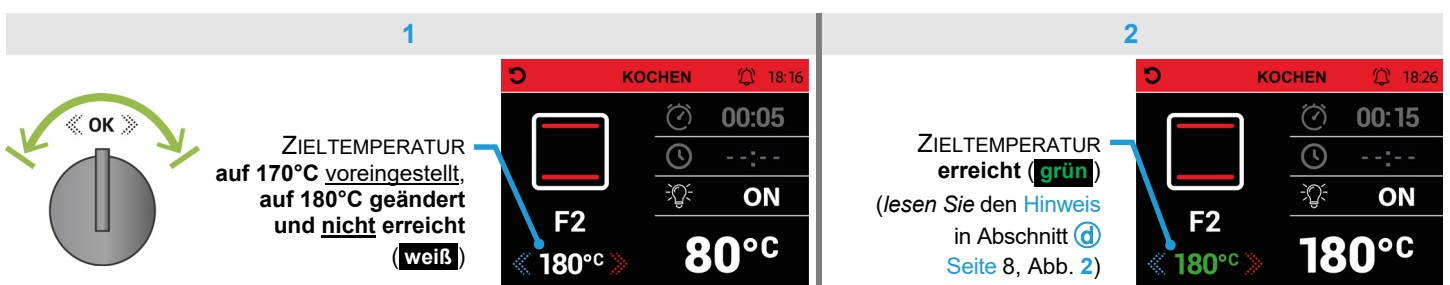 1
OK
ZIELTEMPERATUR
auf 170°C voreingestellt,
auf 180°C geändert
und nicht erreicht
(weiß)
KOCHEN 18:16
00:05
--:--
ON
F2
180°C
80°C
2
ZIELTEMPERATUR
erreicht (grün)
(lesen Sie den Hinweis
in Abschnitt d
Seite 8, Abb. 2)
KOCHEN 18:26
00:15
--:--
ON
F2
180°C
180°C